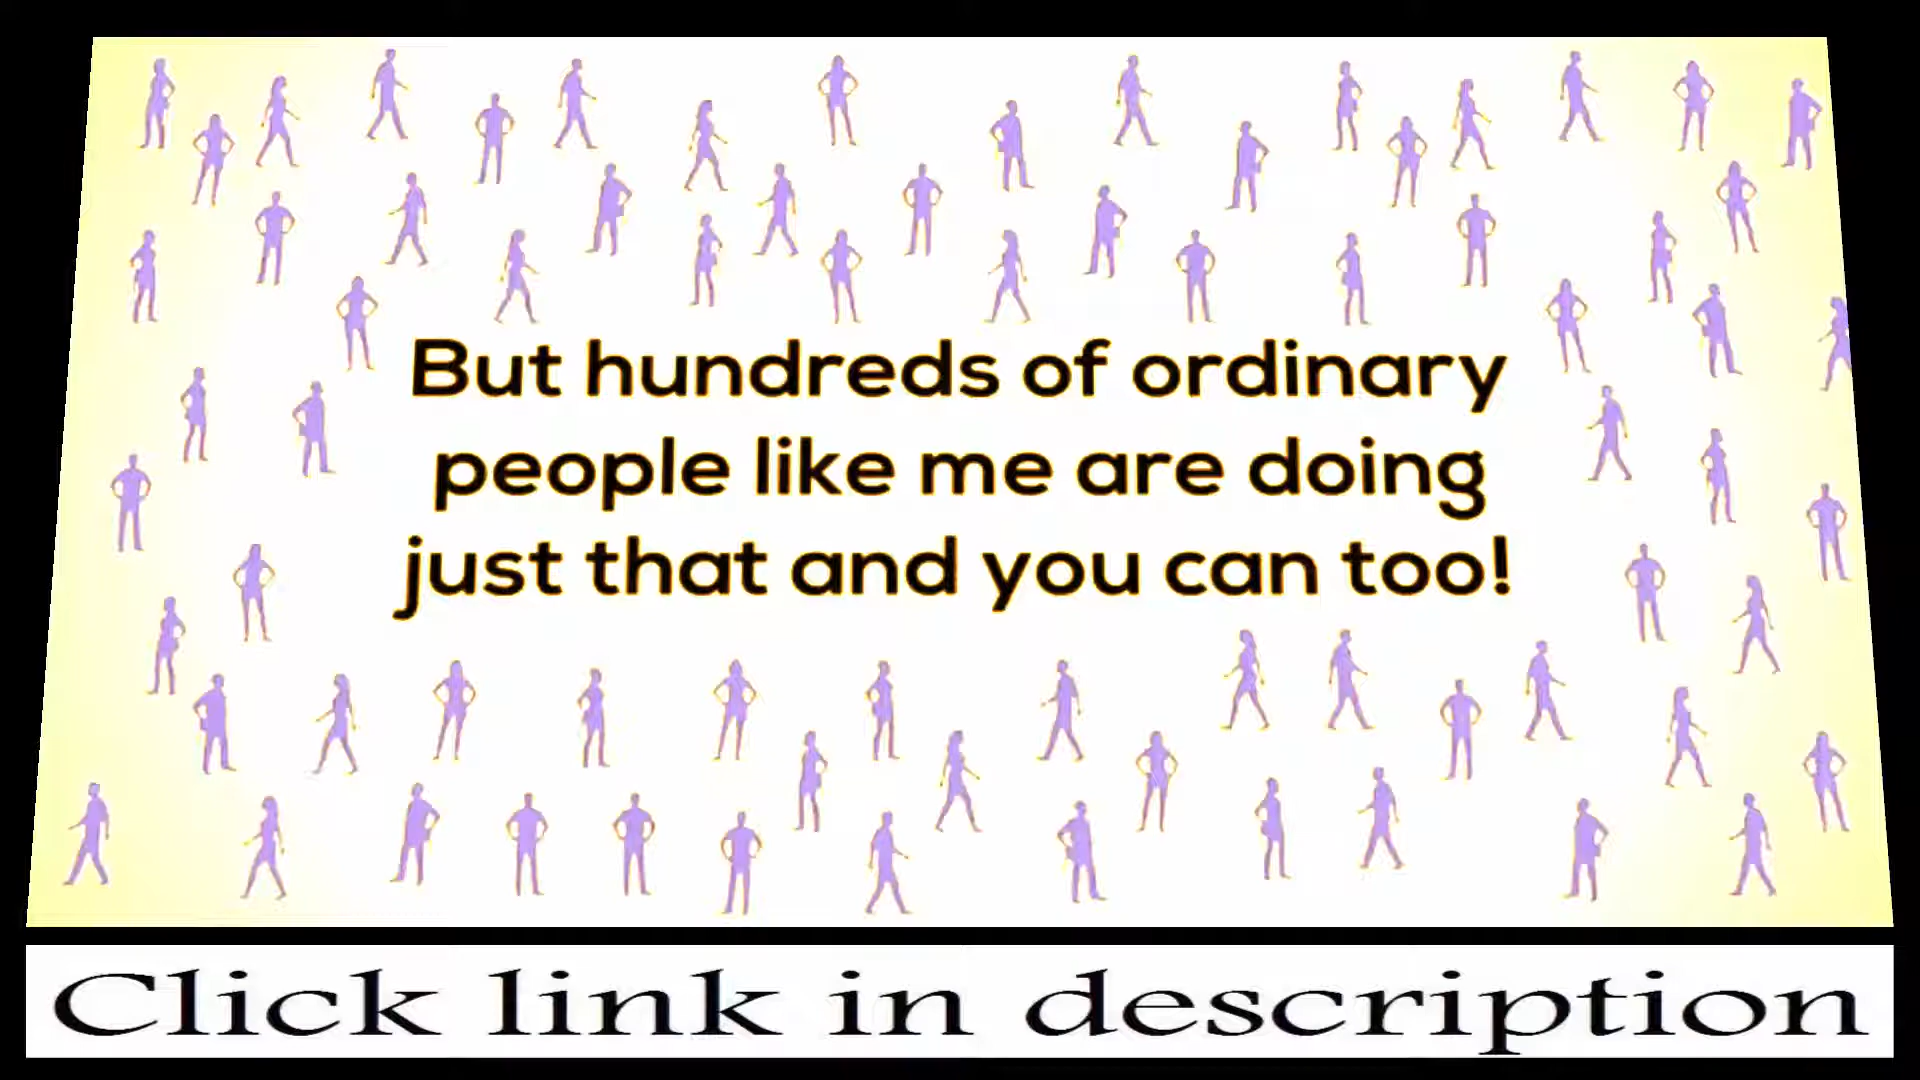 But hundreds of ordinary
people like me are doing
just that and you can too!
Click link in description